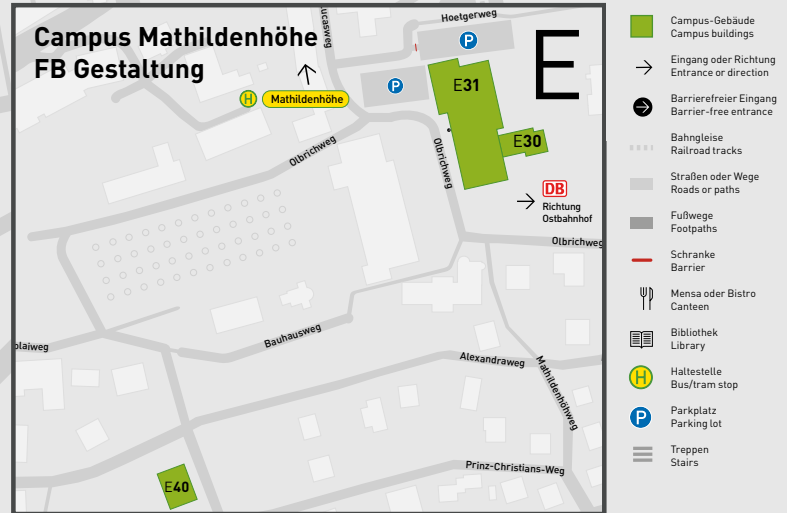 Campus Mathildenhöhe
FB Gestaltung
ucasweg
Hoetgerweg
P
P
E
E31
E30
H Mathildenhöhe
Olbrichweg
Olbrichweg
DB
Richtung
Ostbahnhof
Olbrichweg
Bauhausweg
olaiweg
Alexandraweg
Mathildenhöhweg
Prinz-Christians-Weg
E40
Campus-Gebäude
Campus buildings
Eingang oder Richtung
Entrance or direction
Barrierefreier Eingang
Barrier-free entrance
Bahngleise
Railroad tracks
Straßen oder Wege
Roads or paths
Fußwege
Footpaths
Schranke
Barrier
Mensa oder Bistro
Canteen
Bibliothek
Library
H
Haltestelle
Bus/tram stop
P
Parkplatz
Parking lot
Treppen
Stairs